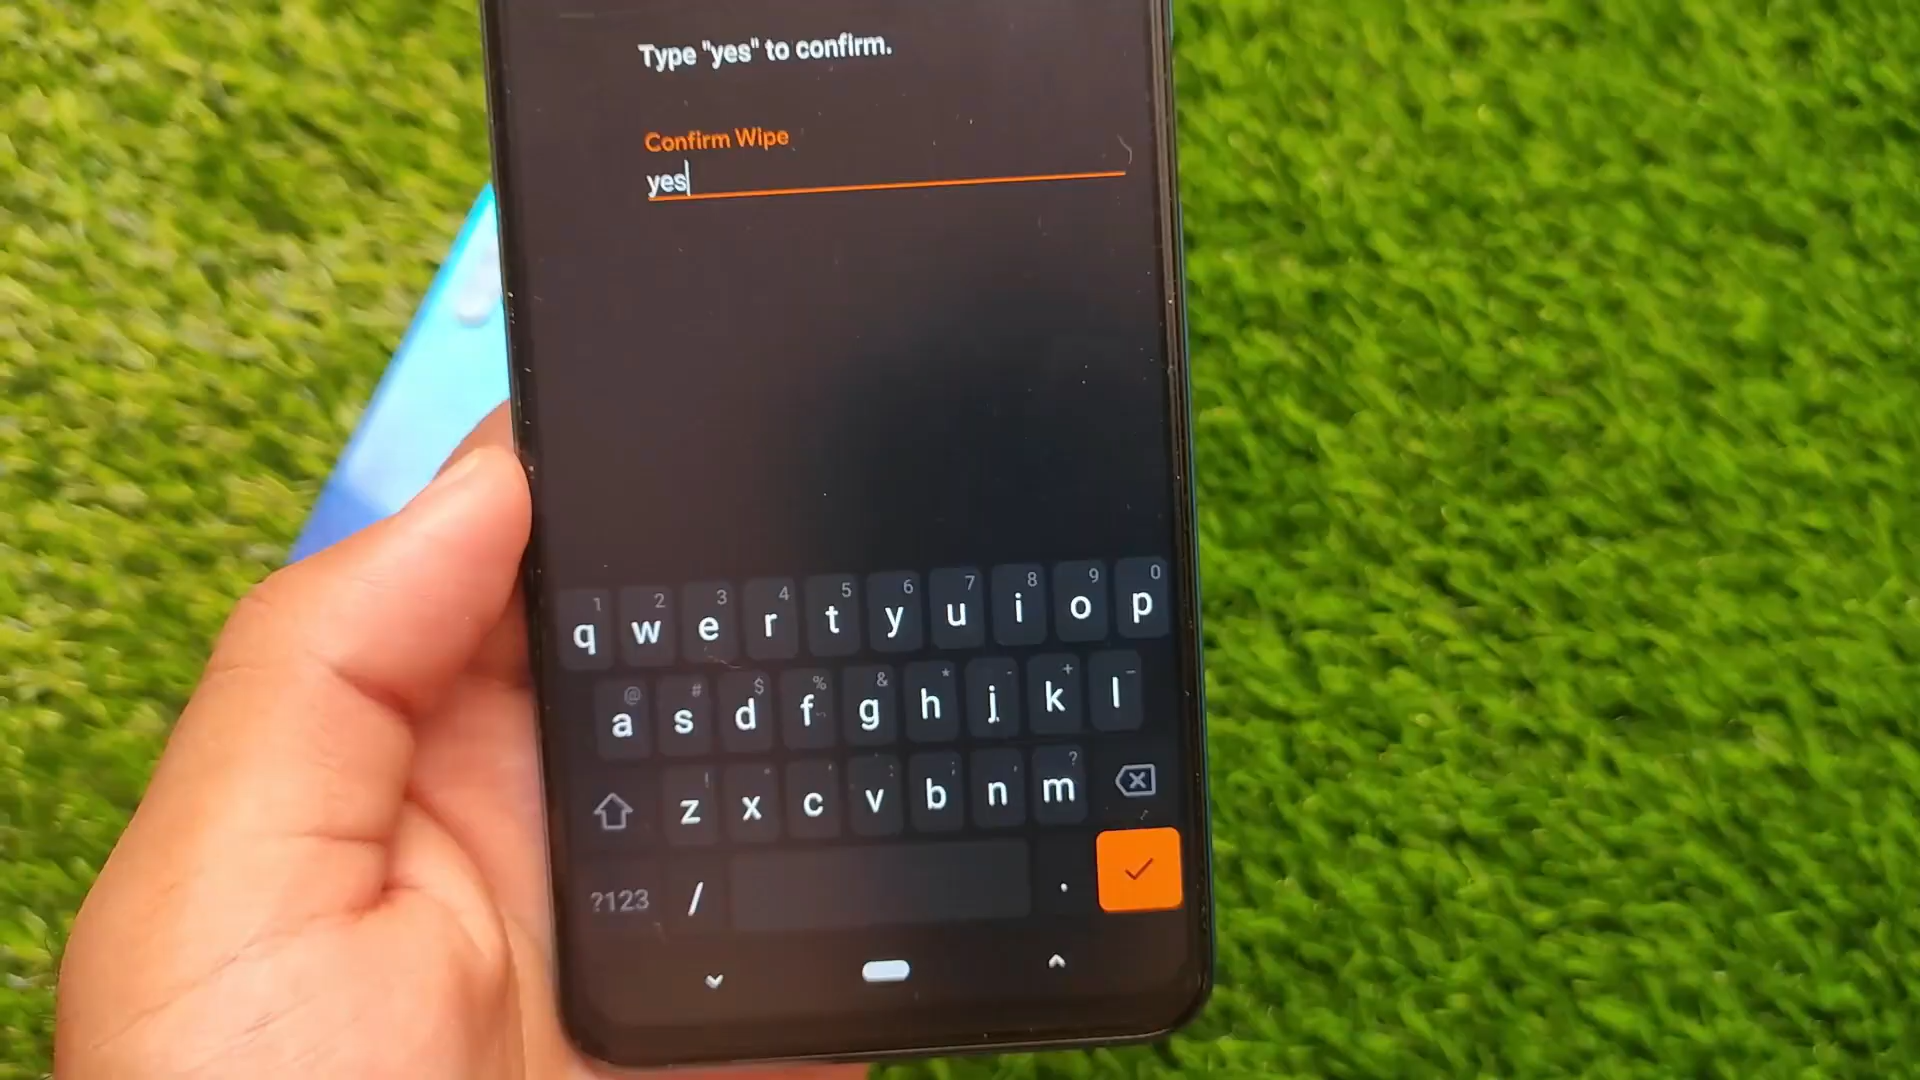 Type "yes" to confirm.
Confirm Wipe
yes
1 2 3 4 5 6 7 8 9 0
q w e r t y u i o p
@ # $ % & * - + _
a s d f g h j k l
z x c v b n m ?
?123 / .